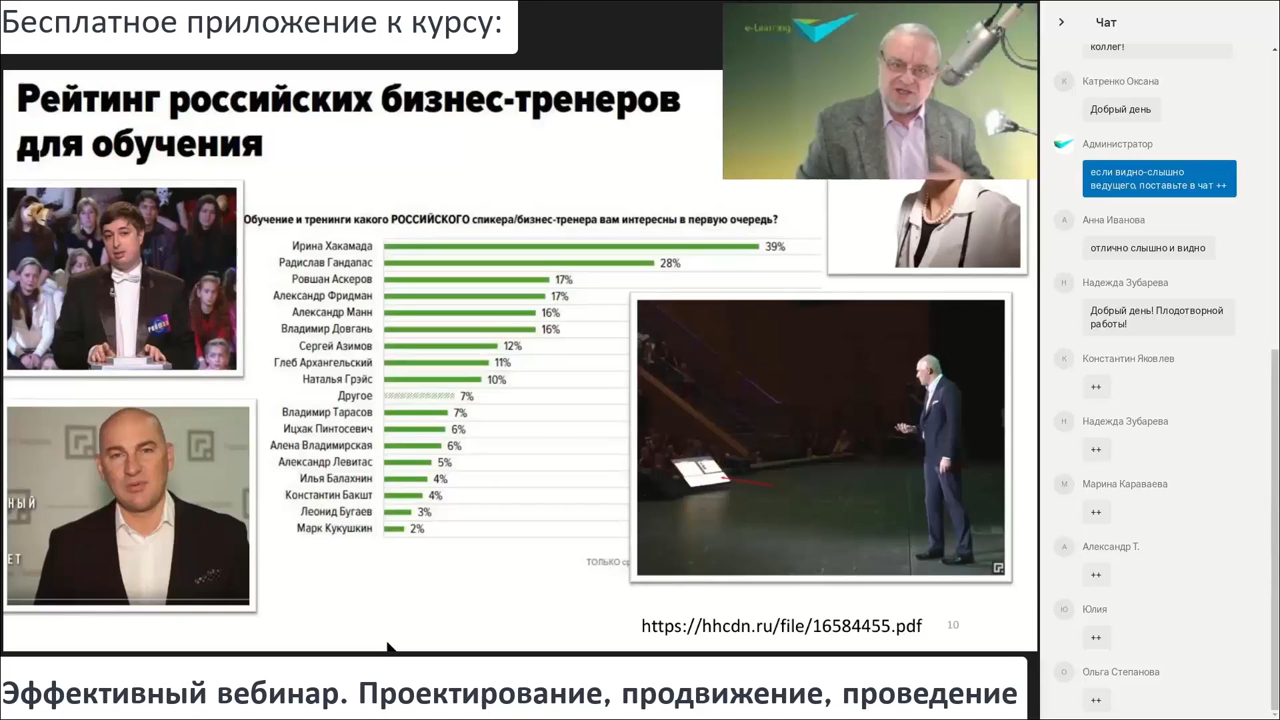 Бесплатное приложение к курсу:
e-Learning
Рейтинг российских бизнес-тренеров
для обучения
Обучение и тренинги какого РОССИЙСКОГО спикера/бизнес-тренера вам интересны в первую очередь?
Ирина Хакамада 39%
Радислав Гандапас 28%
Ровшан Аскеров 17%
Александр Фридман 17%
Александр Манн 16%
Владимир Довгань 16%
Сергей Азимов 12%
Глеб Архангельский 11%
Наталья Грэйс 10%
Другое 7%
Владимир Тарасов 7%
Ицхак Пинтосевич 6%
Алена Владимирская 6%
Александр Левитас 5%
Илья Балахнин 4%
Константин Бакшт 4%
Леонид Бугаев 3%
Марк Кукушкин 2%
ТОЛЬКО
НЫЙ
ЕТ
https://hhcdn.ru/file/16584455.pdf
10
Эффективный вебинар. Проектирование, продвижение, проведение
Чат
коллег!
К Катренко Оксана
Добрый день
Администратор
если видно-слышно
ведущего, поставьте в чат ++
А Анна Иванова
отлично слышно и видно
Н Надежда Зубарева
Добрый день! Плодотворной
работы!
К Константин Яковлев
++
Н Надежда Зубарева
++
М Марина Караваева
++
А Александр Т.
++
Ю Юлия
++
О Ольга Степанова
++